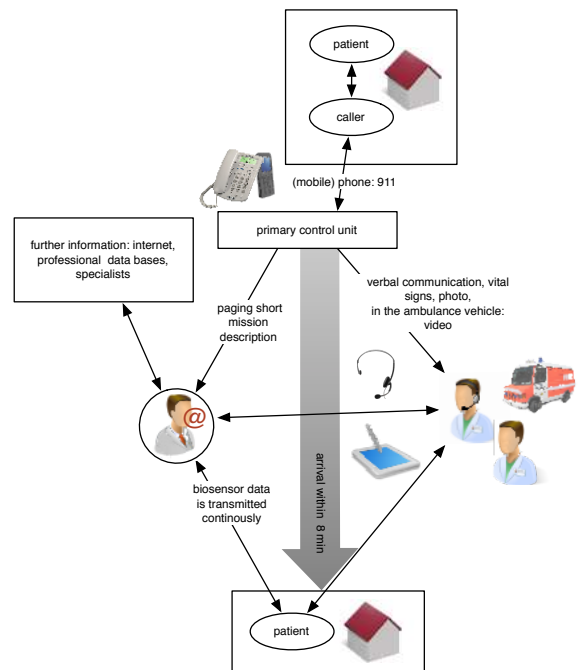 patient
caller
(mobile) phone: 911
primary control unit
further information: internet,
professional data bases,
specialists
verbal communication, vital
signs, photo,
in the ambulance vehicle:
video
paging short
mission
description
@
arrival within 8 min
biosensor data
is transmitted
continously
patient